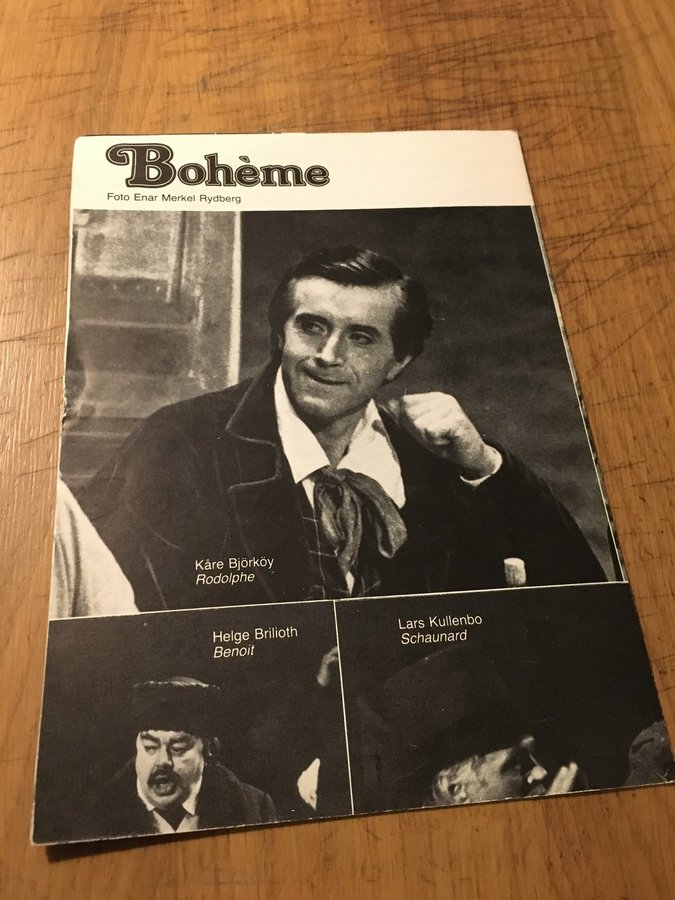 Bohème
Foto Enar Merkel Rydberg
Kåre Björköy
Rodolphe
Helge Brilioth
Benoit
Lars Kullenbo
Schaunard